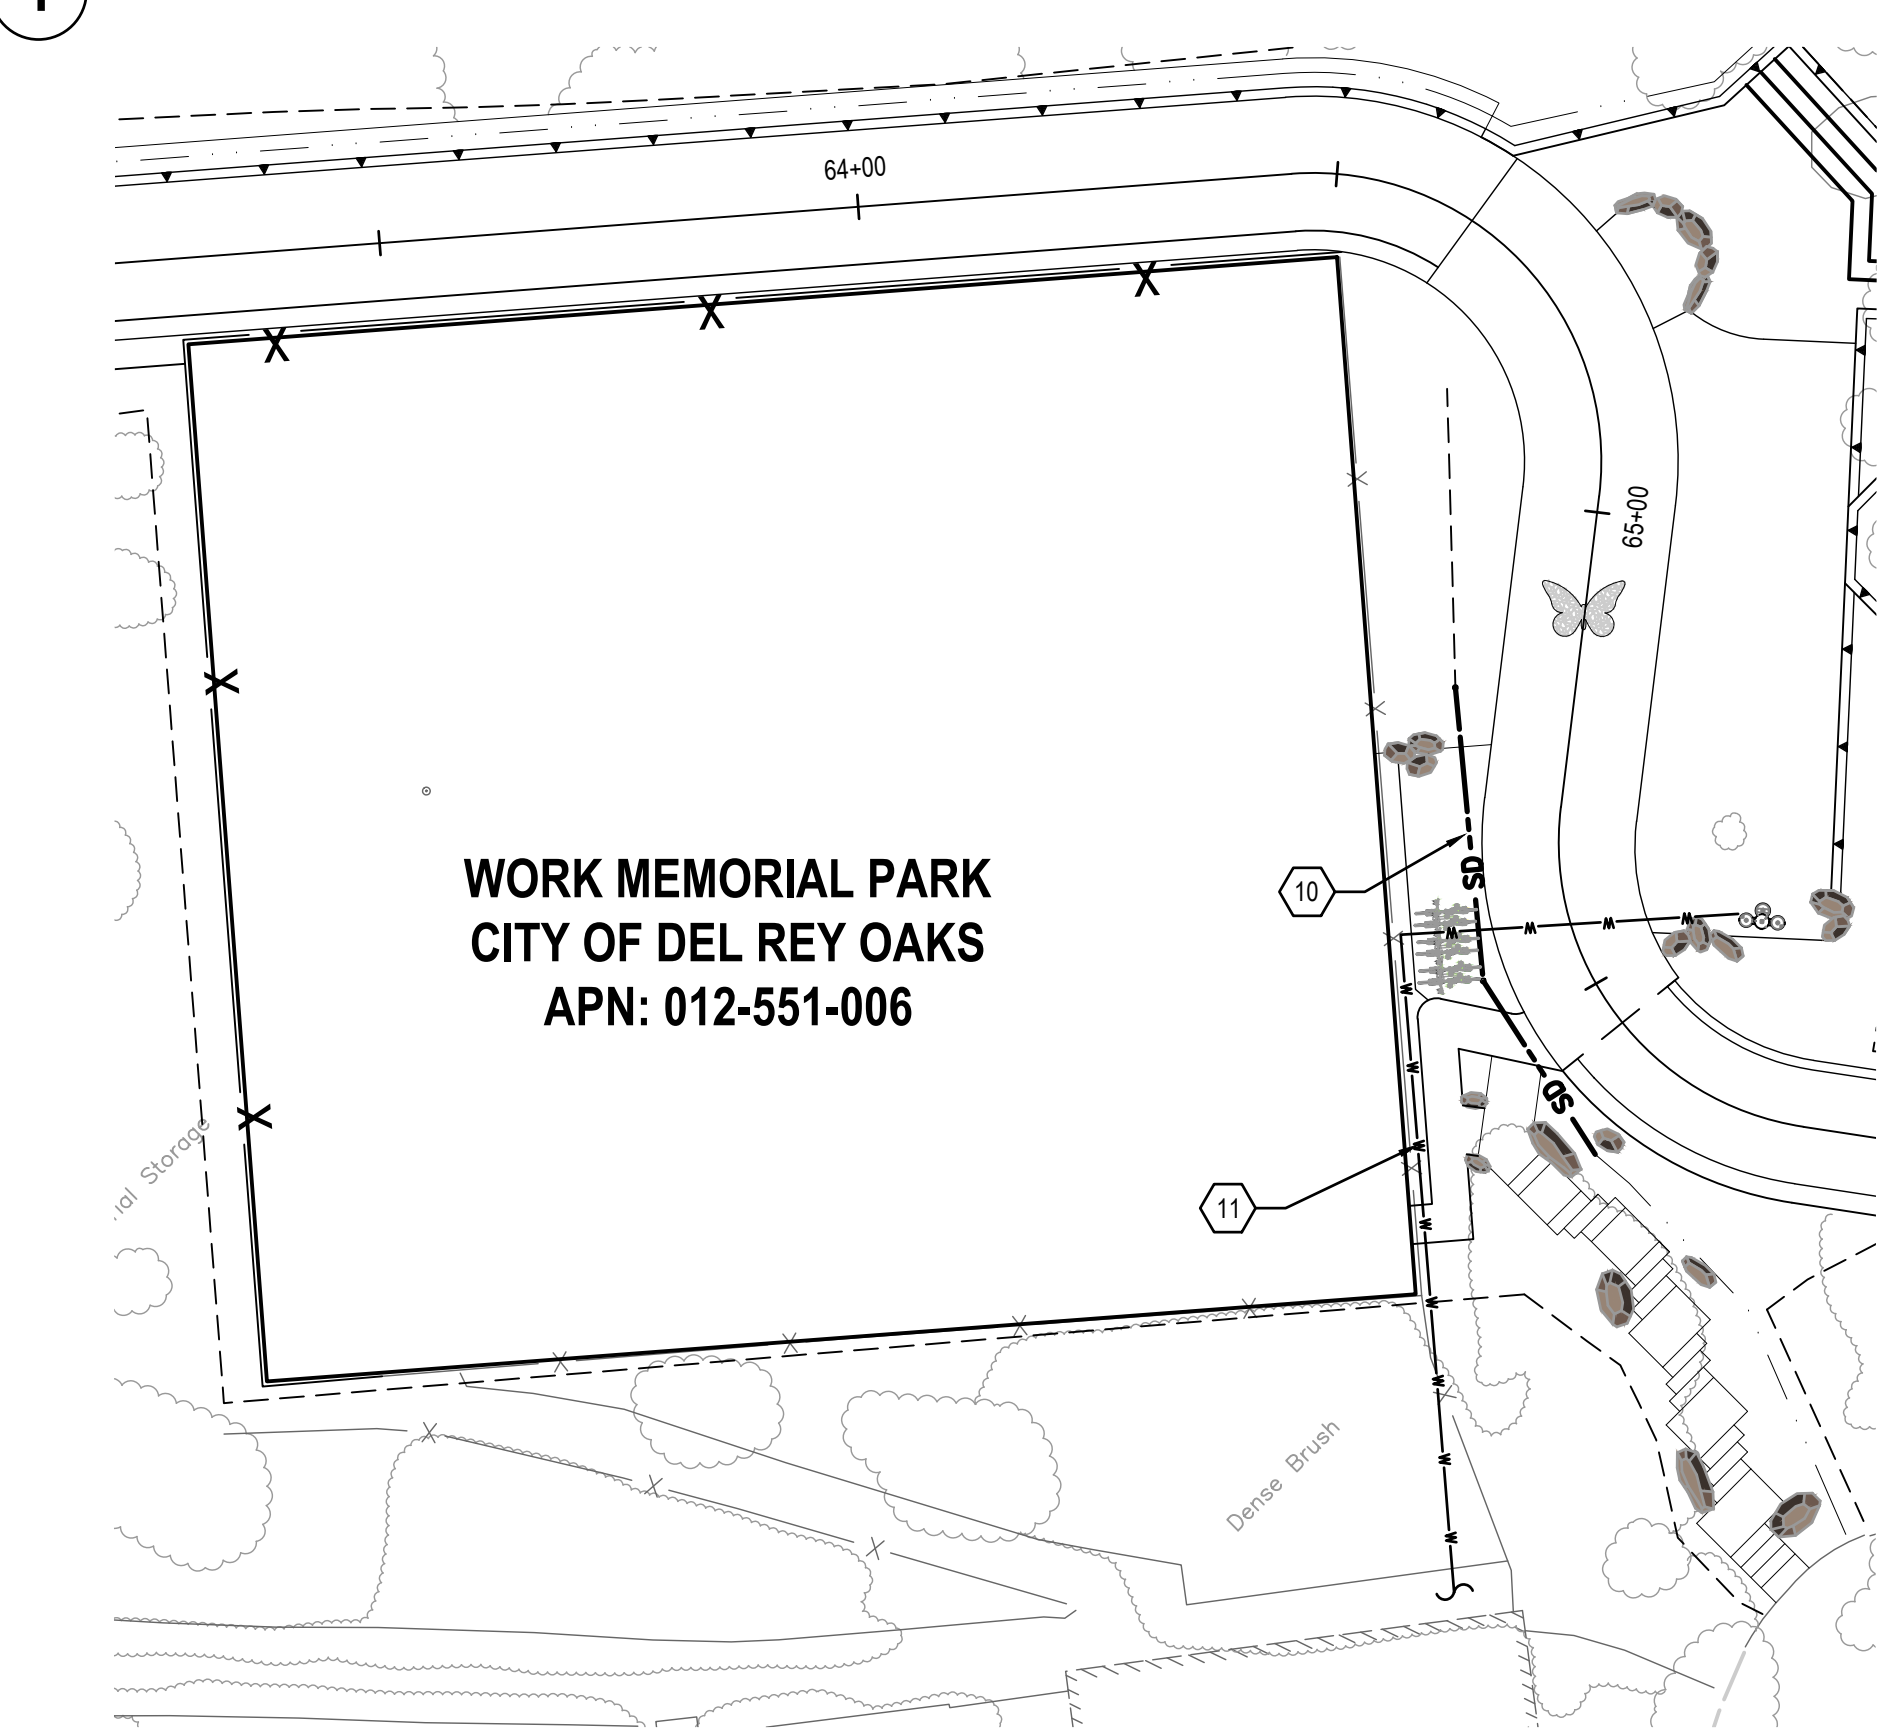 64+00
65+00
10
SD
WORK MEMORIAL PARK
CITY OF DEL REY OAKS
APN: 012-551-006
W
W
W
W
W
W
SD
W
W
11
W
W
W
W
W
Storage
Dense Brush
X
X
X
X
X